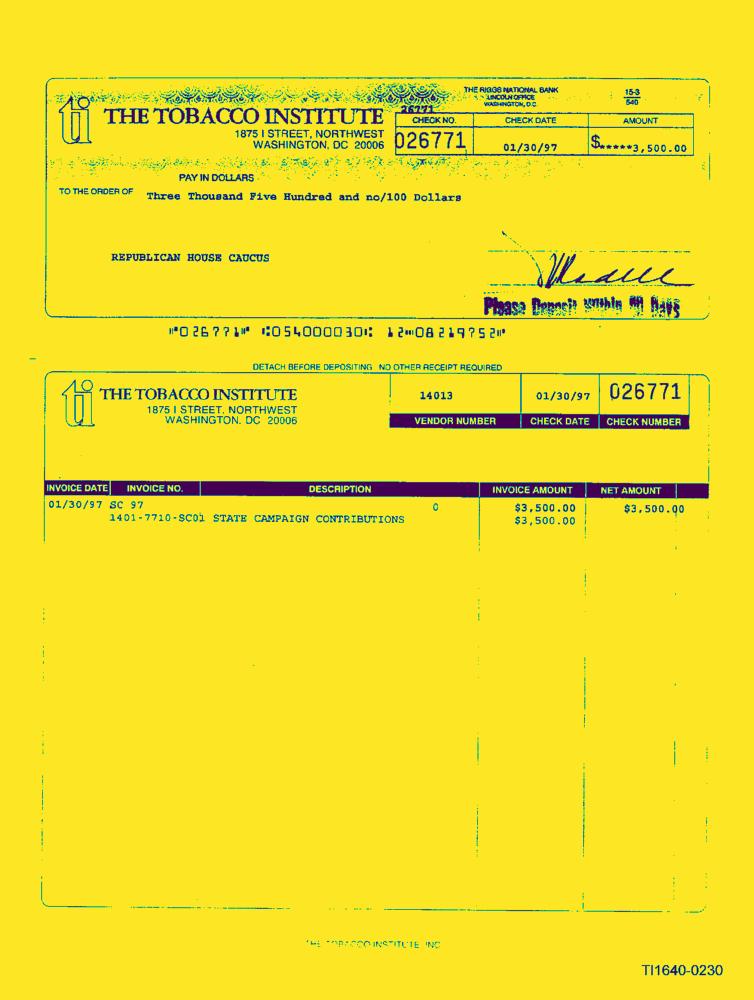 THE RIGGS NATIONAL BANK
LINCOLN OFFICE
WASHINGTON, D.C.
15-3
540
ti
THE TOBACCO INSTITUTE
1875 I STREET, NORTHWEST
WASHINGTON, DC 20006
26771
CHECK NO. CHECK DATE AMOUNT
026771 01/30/97 $*****3,500.00
PAY IN DOLLARS
TO THE ORDER OF
Three Thousand Five Hundred and no/100 Dollars
REPUBLICAN HOUSE CAUCUS
Please Deposit Within Days
⑈026771⑈ ⑆054000030⑆ 12⑉08219752⑈
DETACH BEFORE DEPOSITING NO OTHER RECEIPT REQUIRED
ti
THE TOBACCO INSTITUTE
1875 I STREET, NORTHWEST
WASHINGTON, DC 20006
14013 01/30/97 026771
VENDOR NUMBER CHECK DATE CHECK NUMBER
INVOICE DATE INVOICE NO. DESCRIPTION INVOICE AMOUNT NET AMOUNT
01/30/97 SC 97 0 $3,500.00 $3,500.00
1401-7710-SC01 STATE CAMPAIGN CONTRIBUTIONS $3,500.00
THE TOBACCO INSTITUTE INC
TI1640-0230